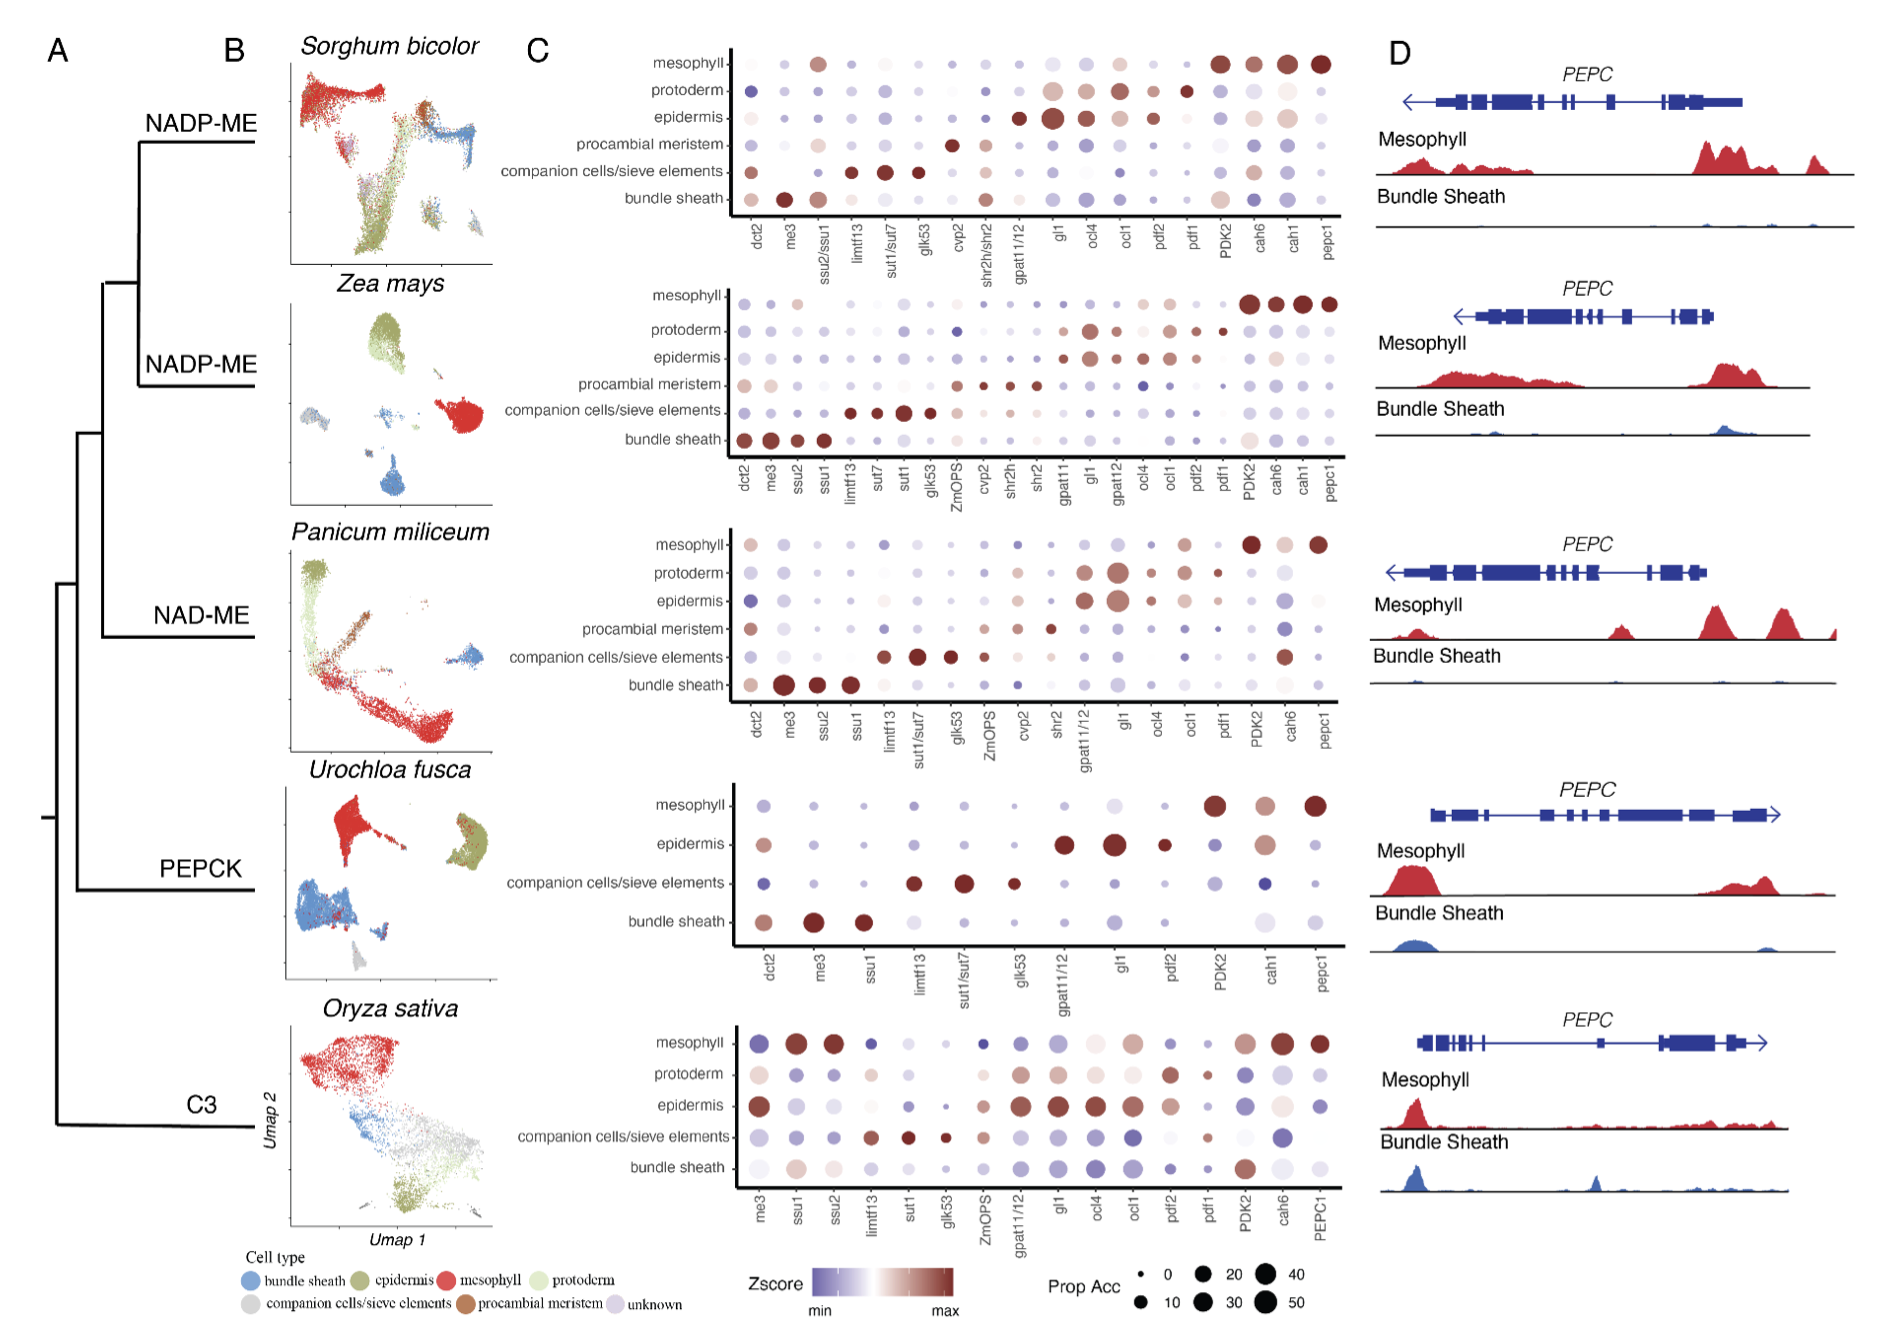 A
B
C
D
NADP-ME
NADP-ME
NAD-ME
PEPCK
C3
Sorghum bicolor
Zea mays
Panicum miliceum
Urochloa fusca
Oryza sativa
Umap 2
Umap 1
mesophyll
protoderm
epidermis
procambial meristem
companion cells/sieve elements
bundle sheath
dct2
me3
ssu2/ssu1
limtf13
sut1/sut7
glk53
cvp2
shr2h/shr2
gpat11/12
gl1
ocl4
ocl1
pdf2
pdf1
PDK2
cah6
cah1
pepc1
mesophyll
protoderm
epidermis
procambial meristem
companion cells/sieve elements
bundle sheath
dct2
me3
ssu2
ssu1
limtf13
sut7
sut1
glk53
ZmOPS
cvp2
shr2h
shr2
gpat11
gl1
gpat12
ocl4
ocl1
pdf2
pdf1
PDK2
cah6
cah1
pepc1
mesophyll
protoderm
epidermis
procambial meristem
companion cells/sieve elements
bundle sheath
dct2
me3
ssu2
ssu1
limtf13
sut1/sut7
glk53
ZmOPS
cvp2
shr2
gpat11/12
gl1
ocl4
ocl1
pdf1
PDK2
cah6
pepc1
mesophyll
epidermis
companion cells/sieve elements
bundle sheath
dct2
me3
ssu1
limtf13
sut1/sut7
glk53
gpat11/12
gl1
pdf2
PDK2
cah1
pepc1
mesophyll
protoderm
epidermis
companion cells/sieve elements
bundle sheath
me3
ssu1
ssu2
limtf13
sut1
glk53
ZmOPS
gpat11/12
gl1
ocl4
ocl1
pdf2
pdf1
PDK2
cah6
PEPC1
PEPC
Mesophyll
Bundle Sheath
PEPC
Mesophyll
Bundle Sheath
PEPC
Mesophyll
Bundle Sheath
PEPC
Mesophyll
Bundle Sheath
PEPC
Mesophyll
Bundle Sheath
Cell type
bundle sheath epidermis mesophyll protoderm
companion cells/sieve elements procambial meristem unknown
Zscore
min max
Prop Acc
0 20 40
10 30 50